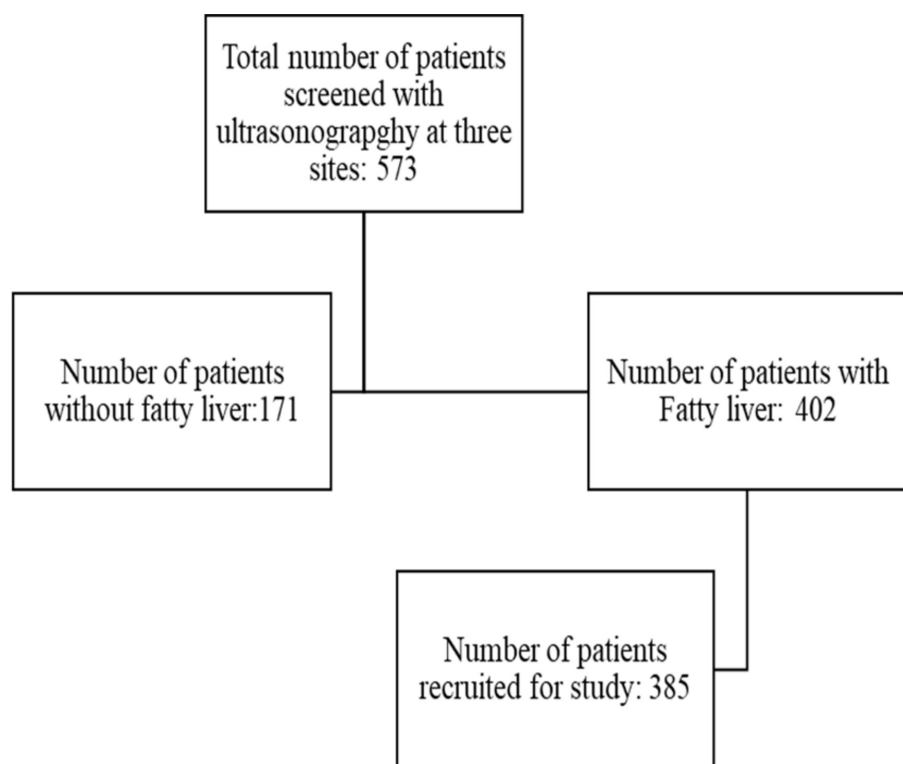 Total number of patients
screened with
ultrasonograpghy at three
sites: 573
Number of patients
without fatty liver:171
Number of patients with
Fatty liver: 402
Number of patients
recruited for study: 385